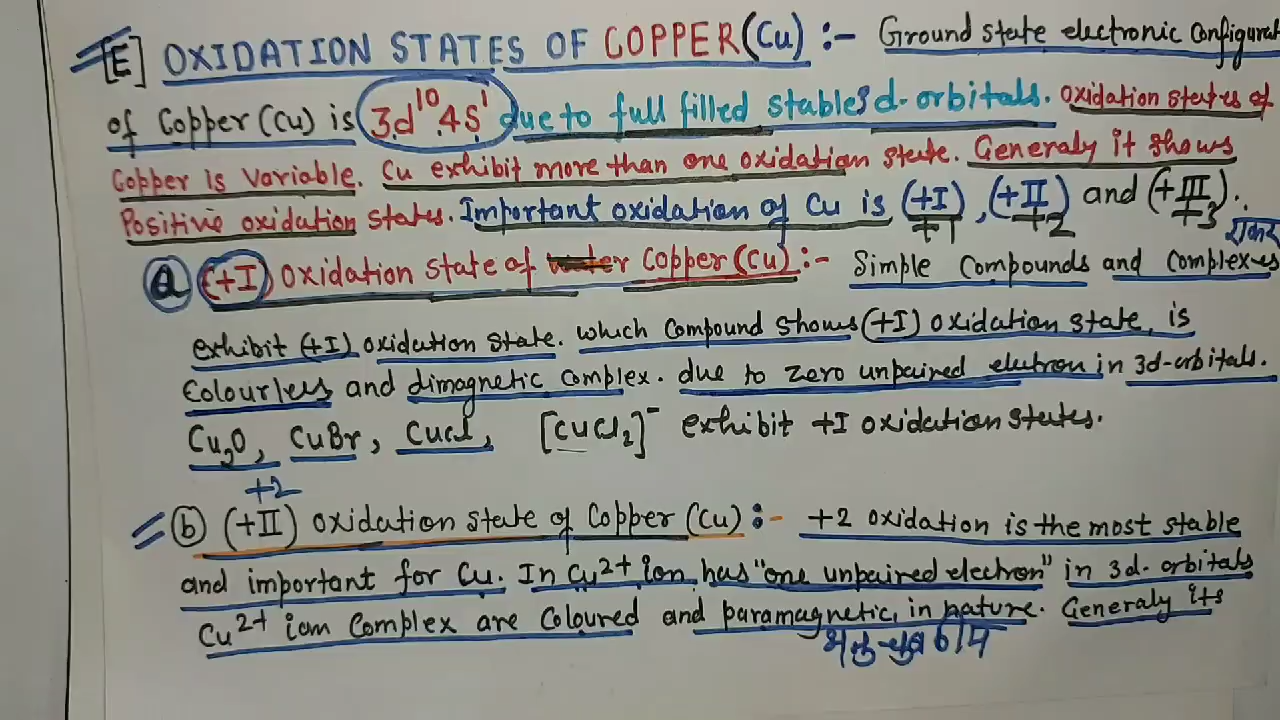 [E] OXIDATION STATES OF COPPER (Cu) :- Ground state electronic configurat
of Copper (Cu) is 3d¹⁰4s¹ due to full filled stable 3d-orbitals. Oxidation states of
Copper is variable. Cu exhibit more than one oxidation state. Generaly it shows
Positive oxidation states. Important oxidation of Cu is (+I), (+II) and (+III).
+1 +2 +3
(a) (+I) Oxidation state of Copper (Cu) :- Simple Compounds and complexes
exhibit (+I) oxidation state. which compound shows (+I) oxidation state, is
Colourless and dimagnetic complex. due to zero unpaired electron in 3d-orbitals.
Cu₂O, CuBr, CuCl, [CuCl₂]⁻ exhibit +I oxidation states.
+2
(b) (+II) oxidation state of Copper (Cu) :- +2 oxidation is the most stable
and important for Cu. In Cu²⁺ ion has "one unpaired electron" in 3d-orbitals
Cu²⁺ ion Complex are Coloured and paramagnetic, in nature. Generaly its